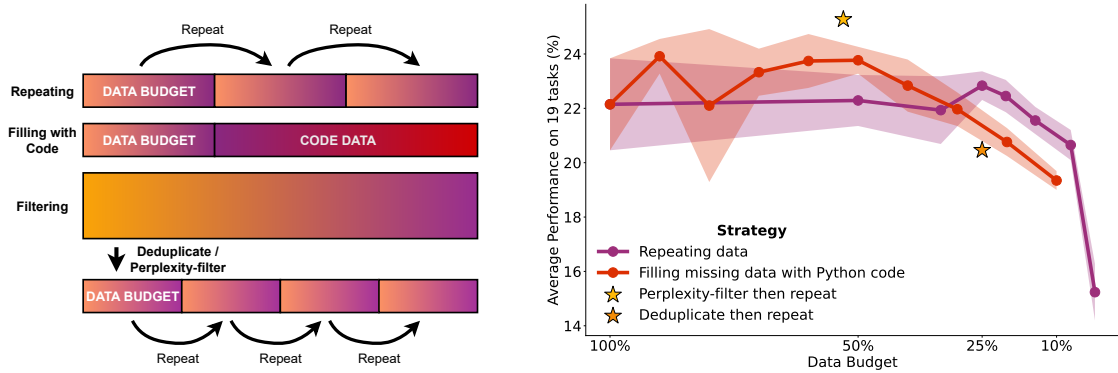 Repeat
Repeat
Repeating
DATA BUDGET
Filling with
Code
DATA BUDGET
CODE DATA
Filtering
Deduplicate /
Perplexity-filter
DATA BUDGET
Repeat
Repeat
Repeat
Average Performance on 19 tasks (%)
24
22
20
18
16
14
Strategy
Repeating data
Filling missing data with Python code
Perplexity-filter then repeat
Deduplicate then repeat
100%
50%
25%
10%
Data Budget